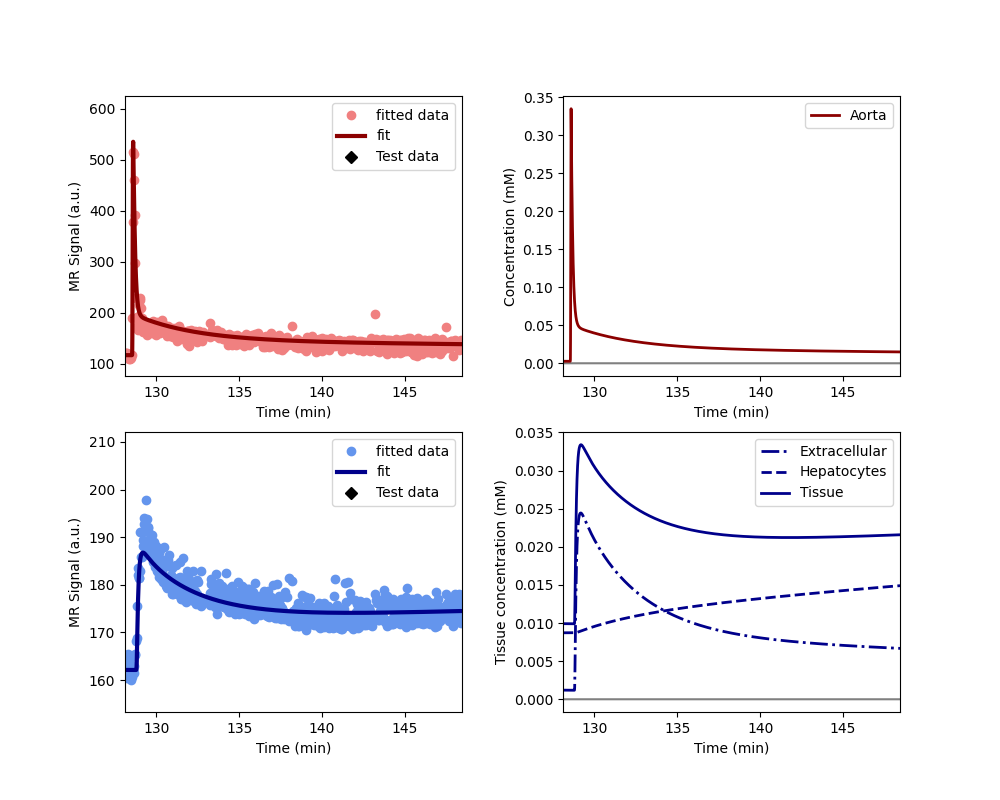 600
500
400
300
200
100
MR Signal (a.u.)
130
135
140
145
Time (min)
fitted data
fit
Test data
0.35
0.30
0.25
0.20
0.15
0.10
0.05
0.00
Concentration (mM)
130
135
140
145
Time (min)
Aorta
210
200
190
180
170
160
MR Signal (a.u.)
130
135
140
145
Time (min)
fitted data
fit
Test data
0.035
0.030
0.025
0.020
0.015
0.010
0.005
0.000
Tissue concentration (mM)
130
135
140
145
Time (min)
Extracellular
Hepatocytes
Tissue